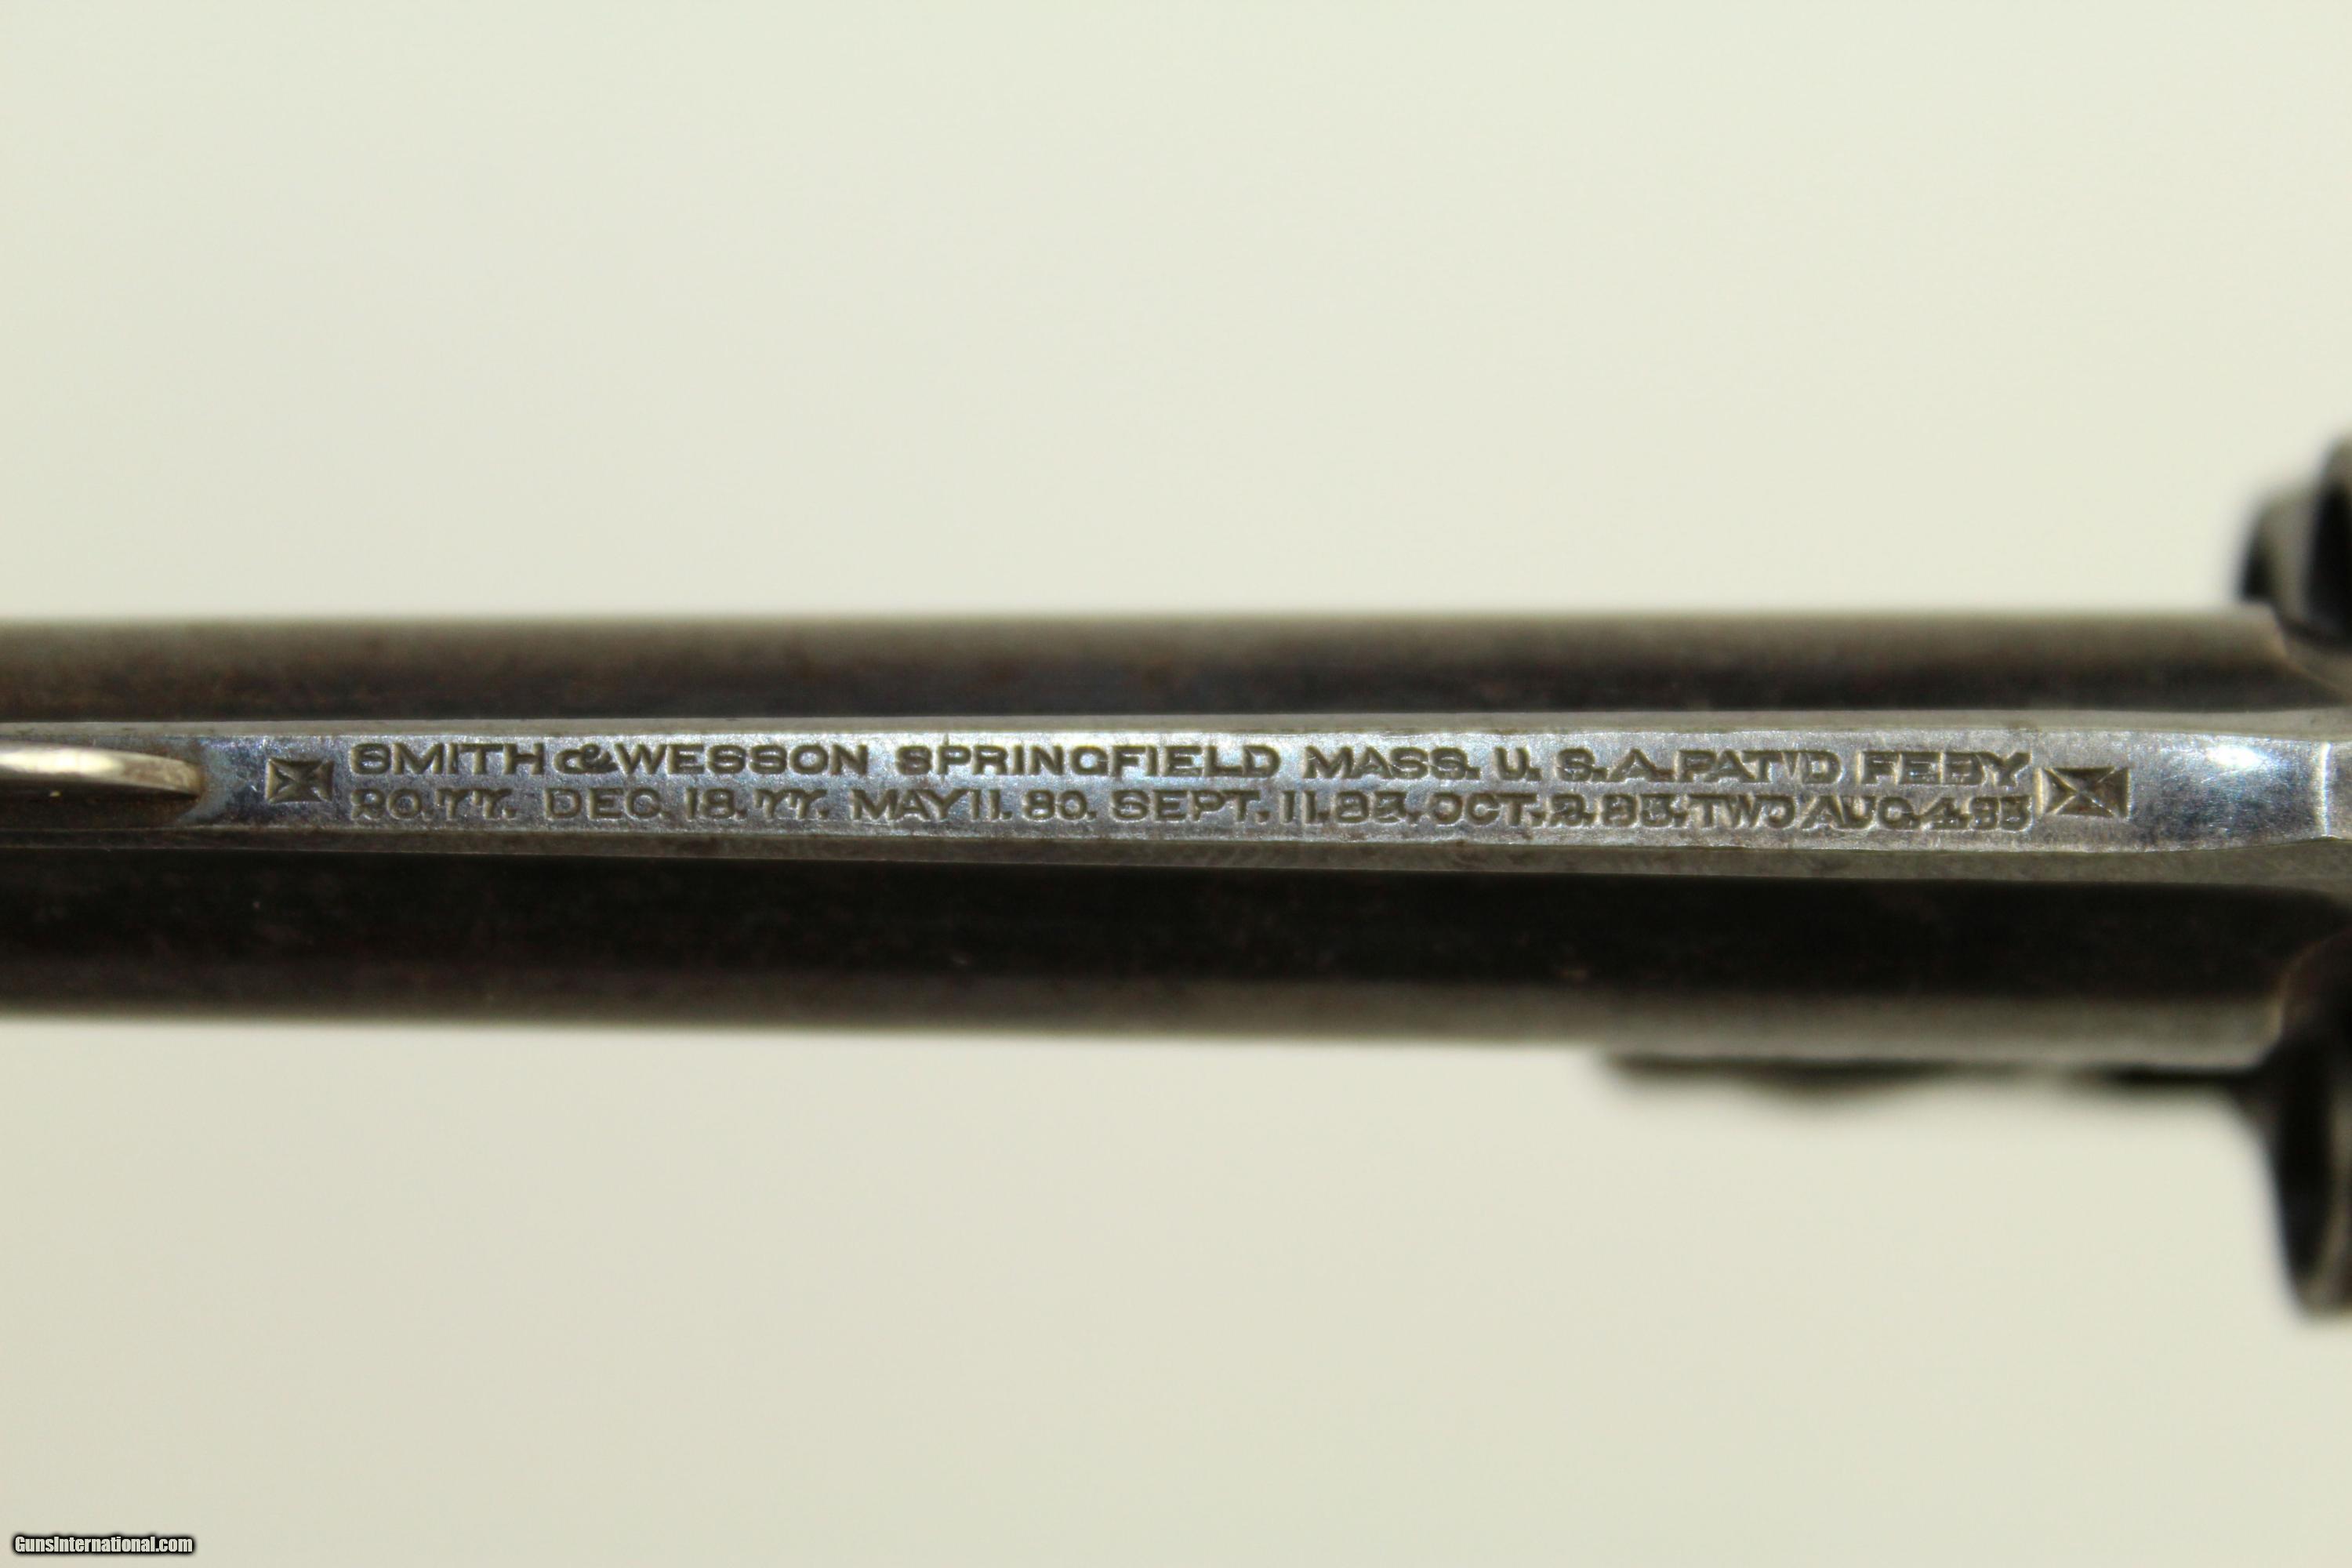 SMITH & WESSON SPRINGFIELD MASS. U. S. A. PAT'D FEBY
20. 77. DEC. 18. 77. MAY 11. 80. SEPT. 11. 83. OCT. 2. 83. TWO AUG. 4. 83
GunsInternational.com